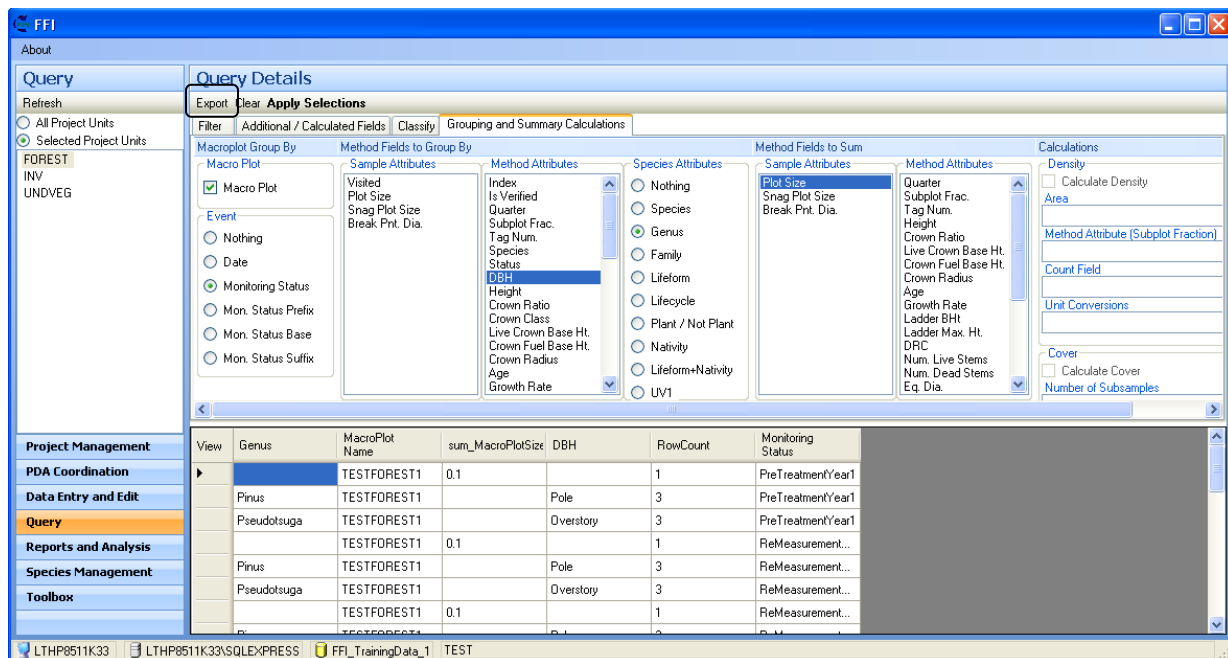 FFI
About
Query
Refresh
All Project Units
Selected Project Units
FOREST
INV
UNDVEG
Project Management
PDA Coordination
Data Entry and Edit
Query
Reports and Analysis
Species Management
Toolbox
Query Details
Export Clear Apply Selections
Filter Additional / Calculated Fields Classify Grouping and Summary Calculations
Macroplot Group By Method Fields to Group By Method Fields to Sum Calculations
Macro Plot
Macro Plot
Event
Nothing
Date
Monitoring Status
Mon. Status Prefix
Mon. Status Base
Mon. Status Suffix
Sample Attributes
Visited
Plot Size
Snag Plot Size
Break Pnt. Dia.
Method Attributes
Index
Is Verified
Quarter
Subplot Frac.
Tag Num.
Species
Status
DBH
Height
Crown Ratio
Crown Class
Live Crown Base Ht.
Crown Fuel Base Ht.
Crown Radius
Age
Growth Rate
Species Attributes
Nothing
Species
Genus
Family
Lifeform
Lifecycle
Plant / Not Plant
Nativity
Lifeform+Nativity
UV1
Sample Attributes
Plot Size
Snag Plot Size
Break Pnt. Dia.
Method Attributes
Quarter
Subplot Frac.
Tag Num.
Height
Crown Ratio
Live Crown Base Ht.
Crown Fuel Base Ht.
Crown Radius
Age
Growth Rate
Ladder BHt
Ladder Max. Ht.
DRC
Num. Live Stems
Num. Dead Stems
Eq. Dia.
Density
Calculate Density
Area
Method Attribute (Subplot Fraction)
Count Field
Unit Conversions
Cover
Calculate Cover
Number of Subsamples
View Genus MacroPlot Name sum_MacroPlotSize DBH RowCount Monitoring Status
TESTFOREST1 0.1 1 PreTreatmentYear1
Pinus TESTFOREST1 Pole 3 PreTreatmentYear1
Pseudotsuga TESTFOREST1 Overstory 3 PreTreatmentYear1
TESTFOREST1 0.1 1 ReMeasurement...
Pinus TESTFOREST1 Pole 3 ReMeasurement...
Pseudotsuga TESTFOREST1 Overstory 3 ReMeasurement...
TESTFOREST1 0.1 1 ReMeasurement...
LTHP8511K33 LTHP8511K33\SQLEXPRESS FFI_TrainingData_1 TEST